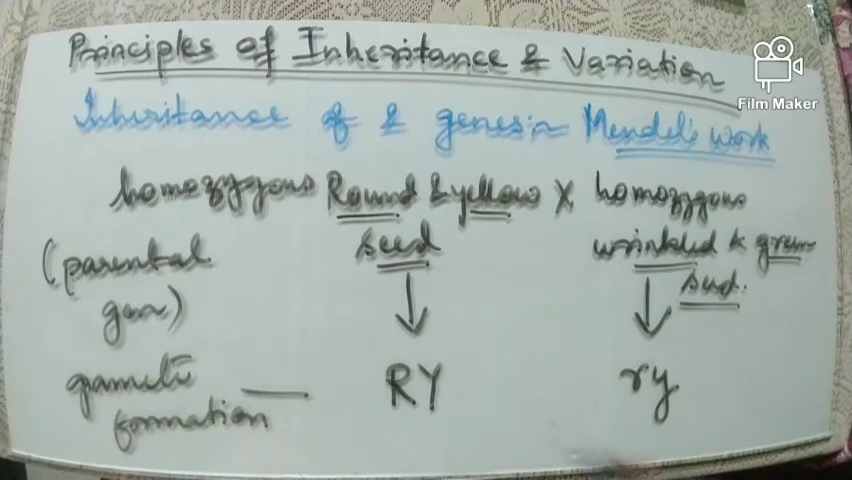 Principles of Inheritance & Variation
Film Maker
Inheritance of 2 genes in Mendel's work
homozygous Round & yellow X homozygous
(parental seed wrinkled & green
gen) seed.
gamete — RY ry
formation